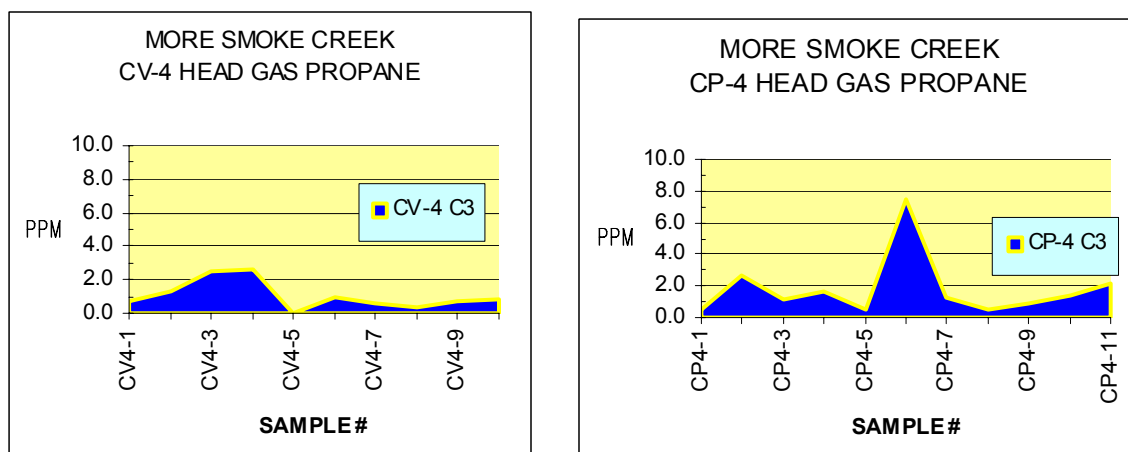 MORE SMOKE CREEK
CV-4 HEAD GAS PROPANE
10.0
8.0
6.0
4.0
2.0
0.0
PPM
CV-4 C3
CV4-1
CV4-3
CV4-5
CV4-7
CV4-9
SAMPLE#
MORE SMOKE CREEK
CP-4 HEAD GAS PROPANE
10.0
8.0
6.0
4.0
2.0
0.0
PPM
CP-4 C3
CP4-1
CP4-3
CP4-5
CP4-7
CP4-9
CP4-11
SAMPLE#